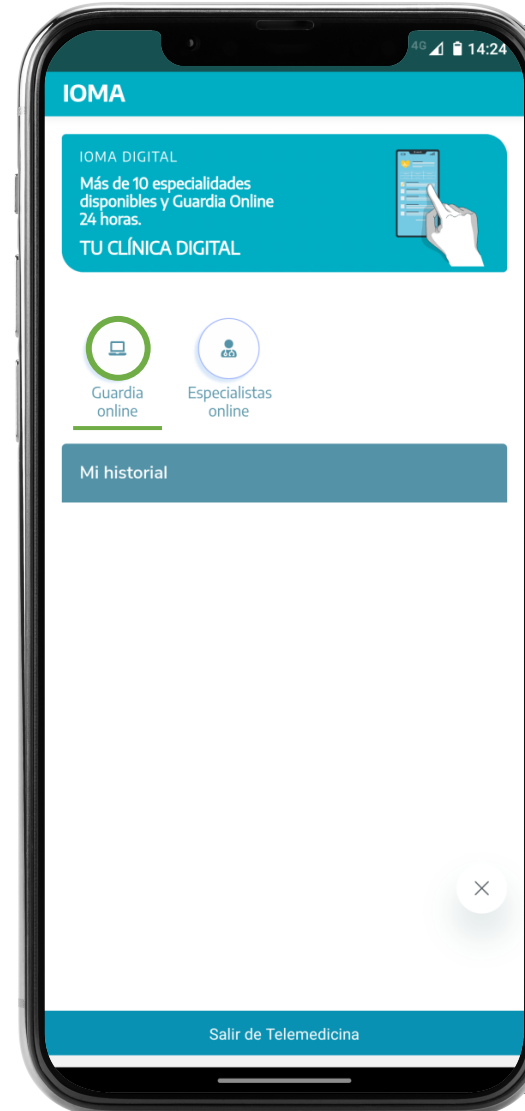 4G 14:24
IOMA
IOMA DIGITAL
Más de 10 especialidades
disponibles y Guardia Online
24 horas.
TU CLÍNICA DIGITAL
Guardia
online
Especialistas
online
Mi historial
Salir de Telemedicina